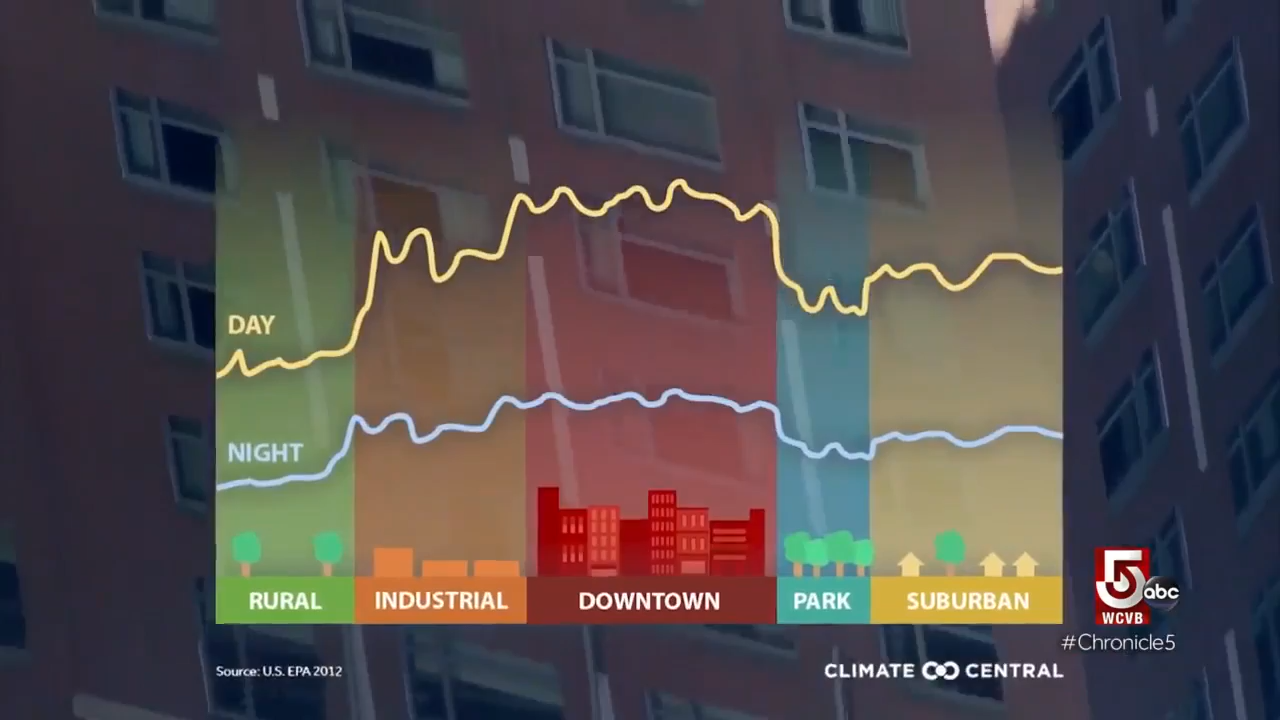 DAY
NIGHT
RURAL INDUSTRIAL DOWNTOWN PARK SUBURBAN
5 abc
WCVB
#Chronicle5
Source: U.S. EPA 2012
CLIMATE CENTRAL